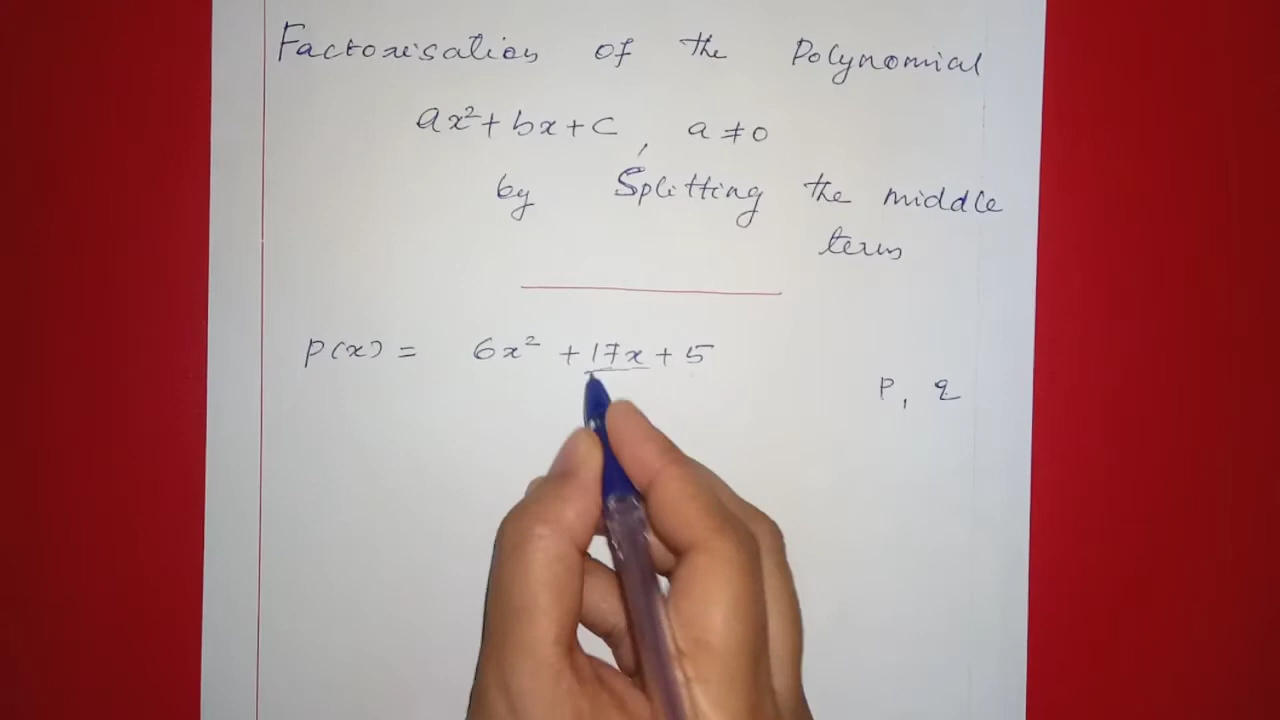 Factorisation of the Polynomial
ax²+bx+c, a≠0
by Splitting the middle
term
P(x) = 6x² +17x+5
P, q